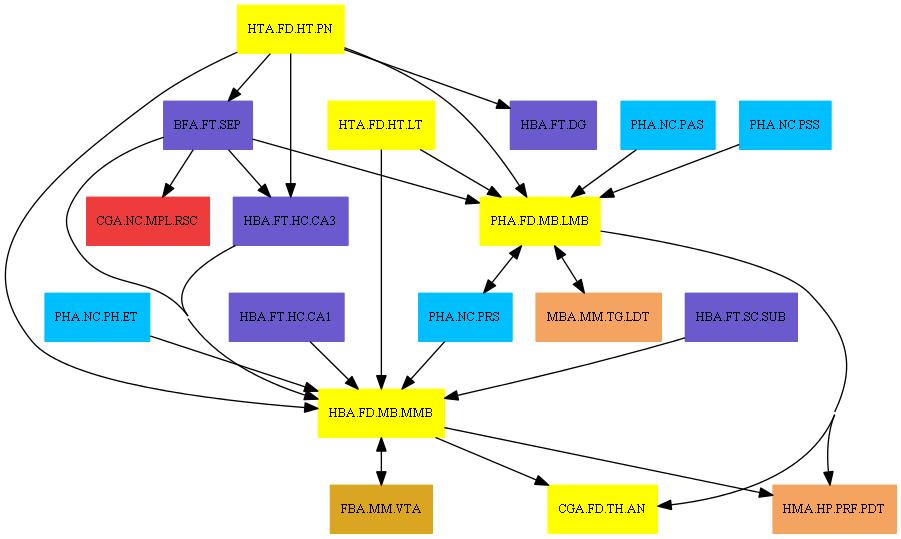 HTA.FD.HT.PN
BFA.FT.SEP
HTA.FD.HT.LT
HBA.FT.DG
PHA.NC.PAS
PHA.NC.PSS
CGA.NC.MPL.RSC
HBA.FT.HC.CA3
PHA.FD.MB.LMB
PHA.NC.PH.ET
HBA.FT.HC.CA1
PHA.NC.PRS
MBA.MM.TG.LDT
HBA.FT.SC.SUB
HBA.FD.MB.MMB
FBA.MM.VTA
CGA.FD.TH.AN
HMA.HP.PRF.PDT